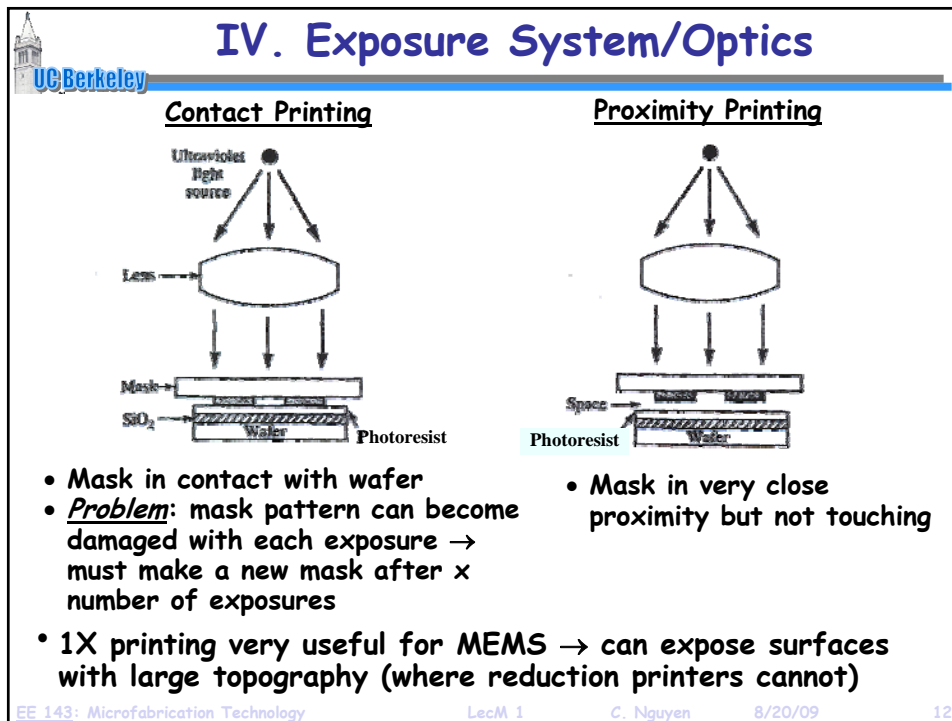 IV. Exposure System/Optics
UC Berkeley
Contact Printing
Ultraviolet
light
source
Lens
Mask
SiO₂
Wafer
Photoresist
• Mask in contact with wafer
• Problem: mask pattern can become
damaged with each exposure →
must make a new mask after x
number of exposures
Proximity Printing
Space
Photoresist
Wafer
• Mask in very close
proximity but not touching
• 1X printing very useful for MEMS → can expose surfaces
with large topography (where reduction printers cannot)
EE 143: Microfabrication Technology LecM 1 C. Nguyen 8/20/09 12